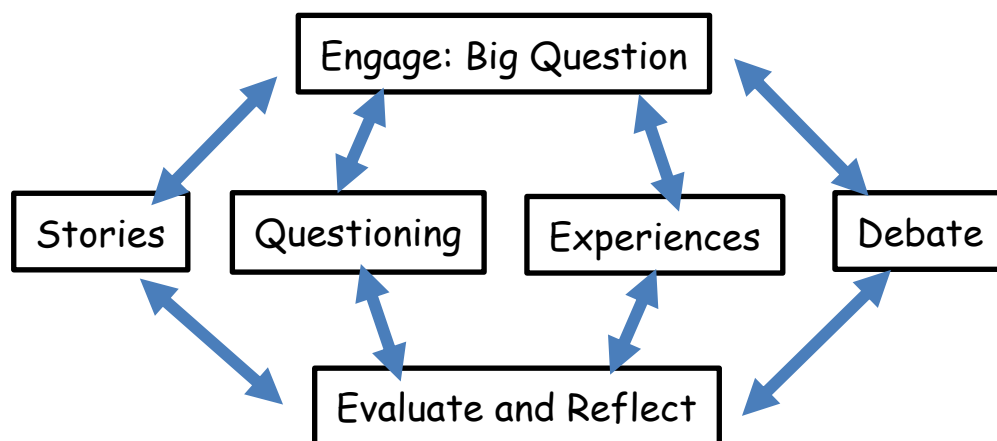 Engage: Big Question
Stories
Questioning
Experiences
Debate
Evaluate and Reflect